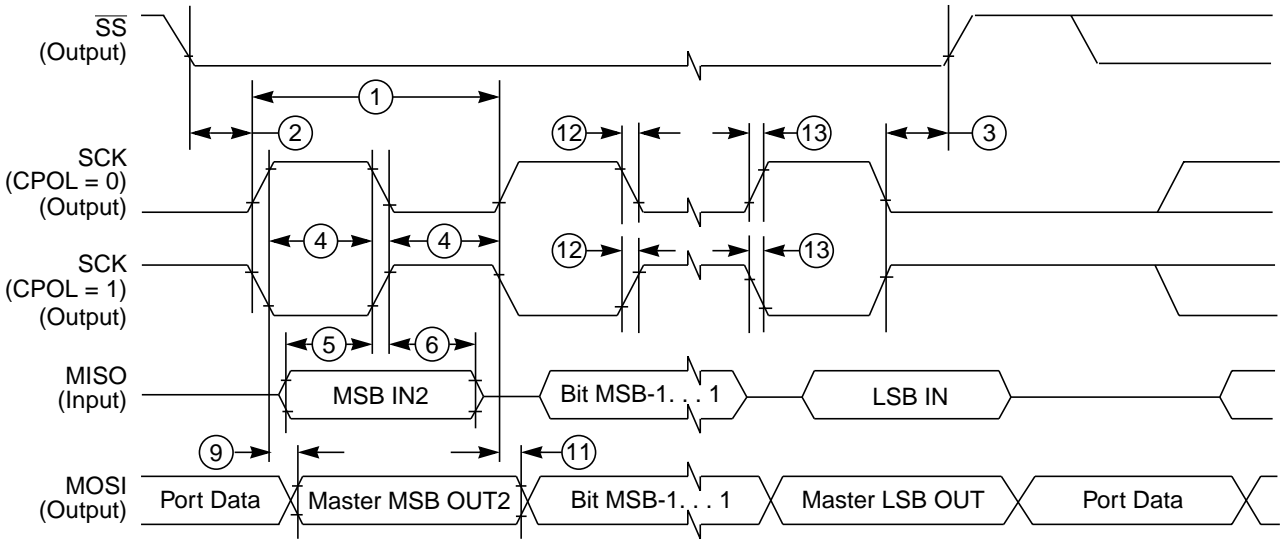 SS
(Output)
1
2
12
13
3
SCK
(CPOL = 0)
(Output)
4
4
12
13
SCK
(CPOL = 1)
(Output)
5
6
MISO
(Input)
MSB IN2
Bit MSB-1. . . 1
LSB IN
9
11
MOSI
(Output)
Port Data
Master MSB OUT2
Bit MSB-1. . . 1
Master LSB OUT
Port Data